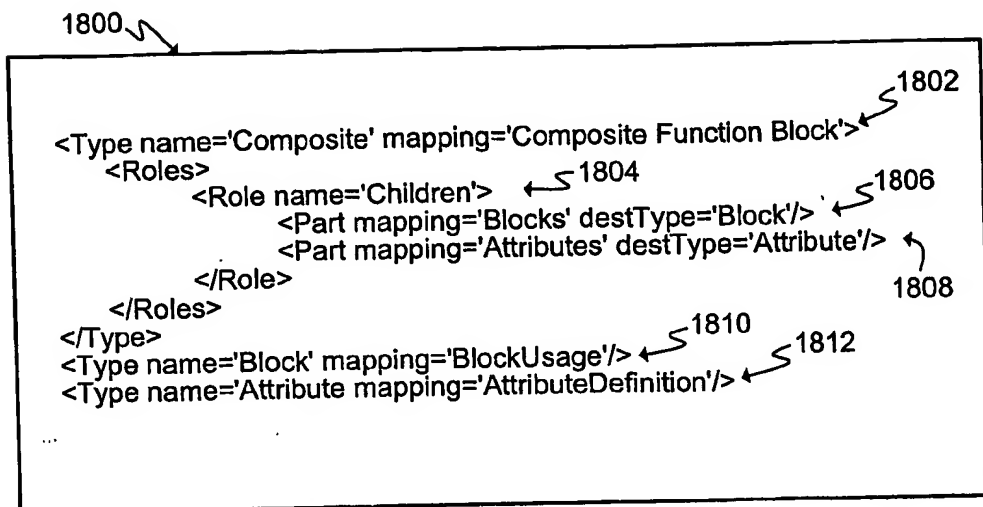 1800
1802
<Type name='Composite' mapping='Composite Function Block'>
<Roles>
<Role name='Children'>
1804
1806
<Part mapping='Blocks' destType='Block'/>
<Part mapping='Attributes' destType='Attribute'/>
1808
</Role>
</Roles>
</Type>
1810
<Type name='Block' mapping='BlockUsage'/>
1812
<Type name='Attribute mapping='AttributeDefinition'/>
...